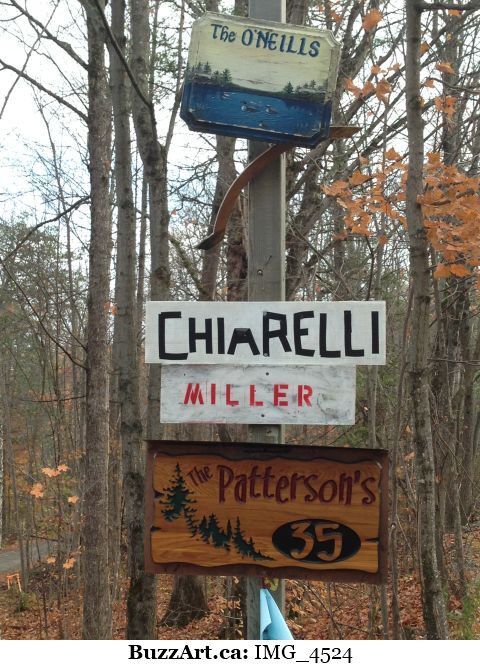 The O'NEILLS
CHIARELLI
MILLER
The Patterson's
35
BuzzArt.ca: IMG_4524